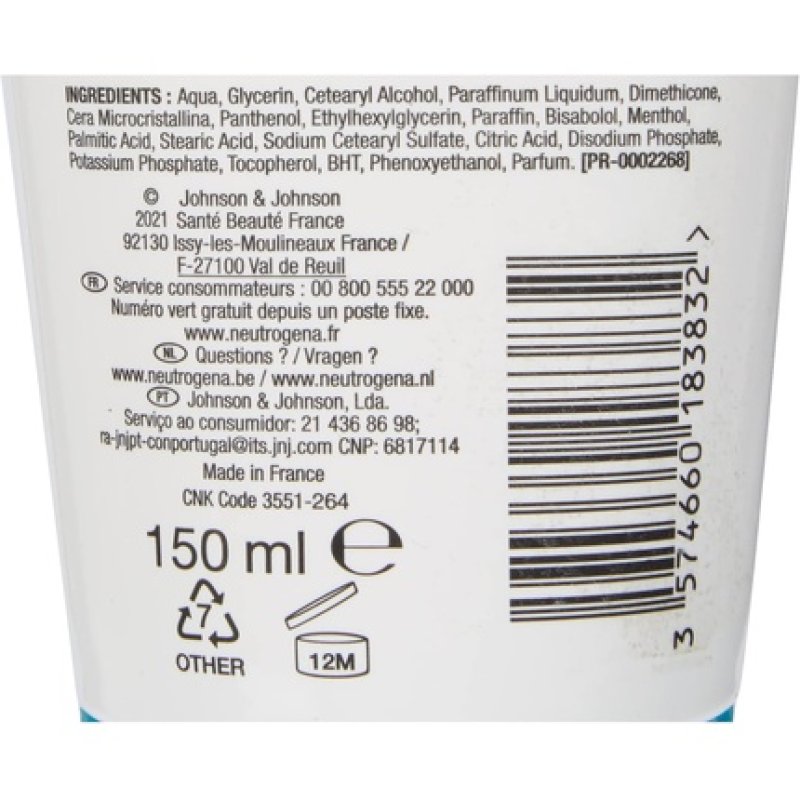 INGREDIENTS : Aqua, Glycerin, Cetearyl Alcohol, Paraffinum Liquidum, Dimethicone,
Cera Microcristallina, Panthenol, Ethylhexylglycerin, Paraffin, Bisabolol, Menthol,
Palmitic Acid, Stearic Acid, Sodium Cetearyl Sulfate, Citric Acid, Disodium Phosphate,
Potassium Phosphate, Tocopherol, BHT, Phenoxyethanol, Parfum. [PR-0002268]
© Johnson & Johnson
2021 Santé Beauté France
92130 Issy-les-Moulineaux France /
F-27100 Val de Reuil
FR Service consommateurs : 00 800 555 22 000
Numéro vert gratuit depuis un poste fixe.
www.neutrogena.fr
NL Questions ? / Vragen ?
www.neutrogena.be / www.neutrogena.nl
PT Johnson & Johnson, Lda.
Serviço ao consumidor: 21 436 86 98;
ra-jnjpt-conportugal@its.jnj.com CNP: 6817114
Made in France
CNK Code 3551-264
150 ml ℮
7
OTHER
12M
3 574660 183832 >